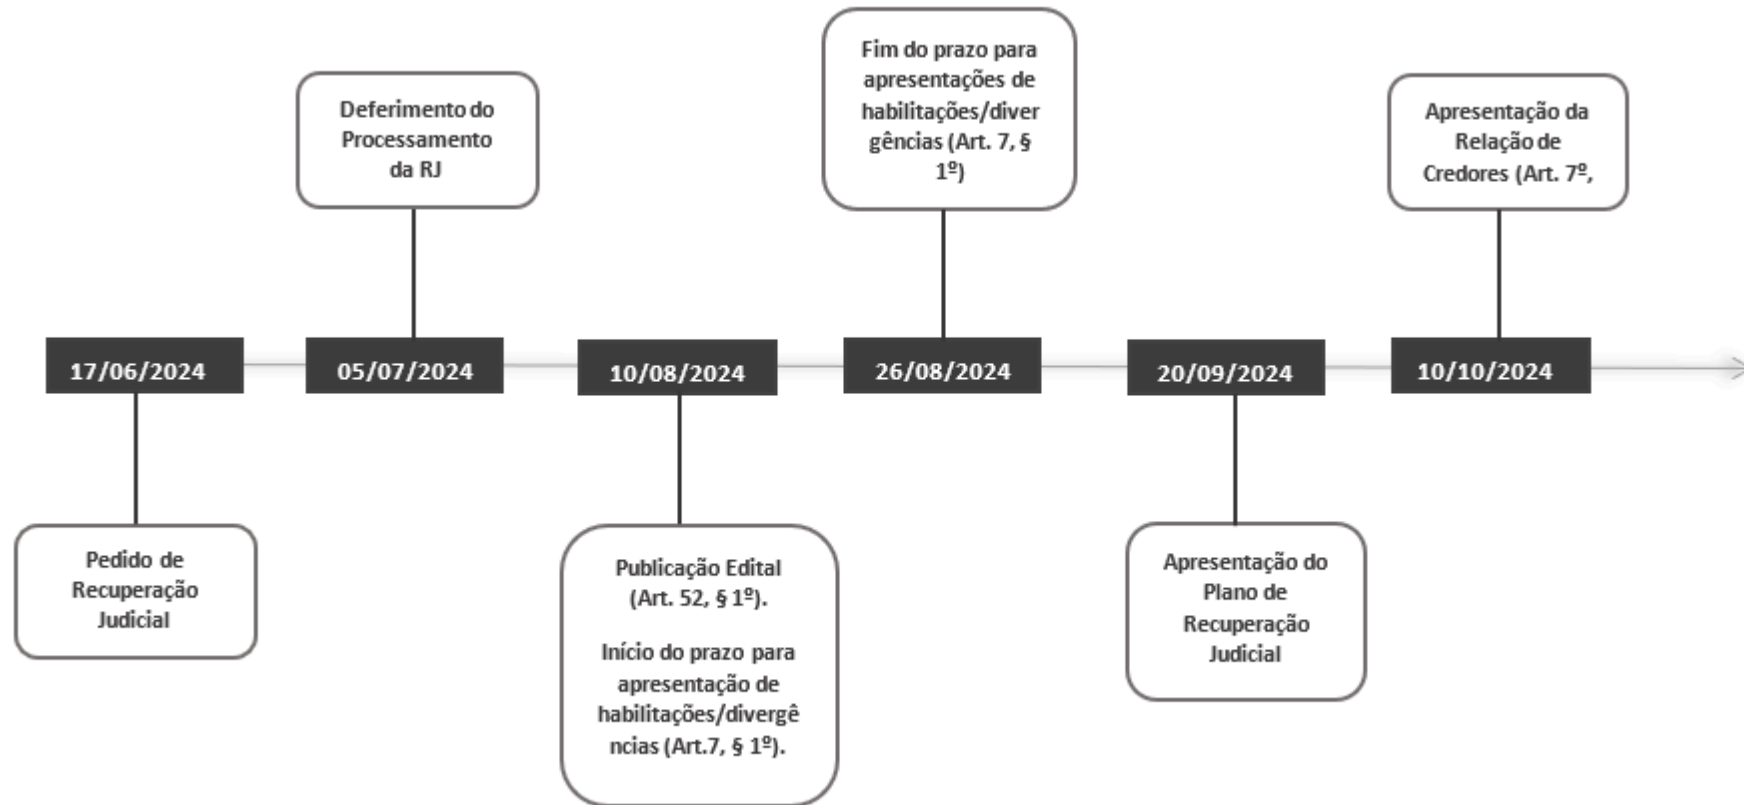 Fim do prazo para
apresentações de
habilitações/diver
gências (Art. 7, §
1º)
Deferimento do
Processamento
da RJ
Apresentação da
Relação de
Credores (Art. 7º,
17/06/2024
05/07/2024
10/08/2024
26/08/2024
20/09/2024
10/10/2024
Pedido de
Recuperação
Judicial
Publicação Edital
(Art. 52, § 1º).
Início do prazo para
apresentação de
habilitações/divergê
ncias (Art.7, § 1º).
Apresentação do
Plano de
Recuperação
Judicial